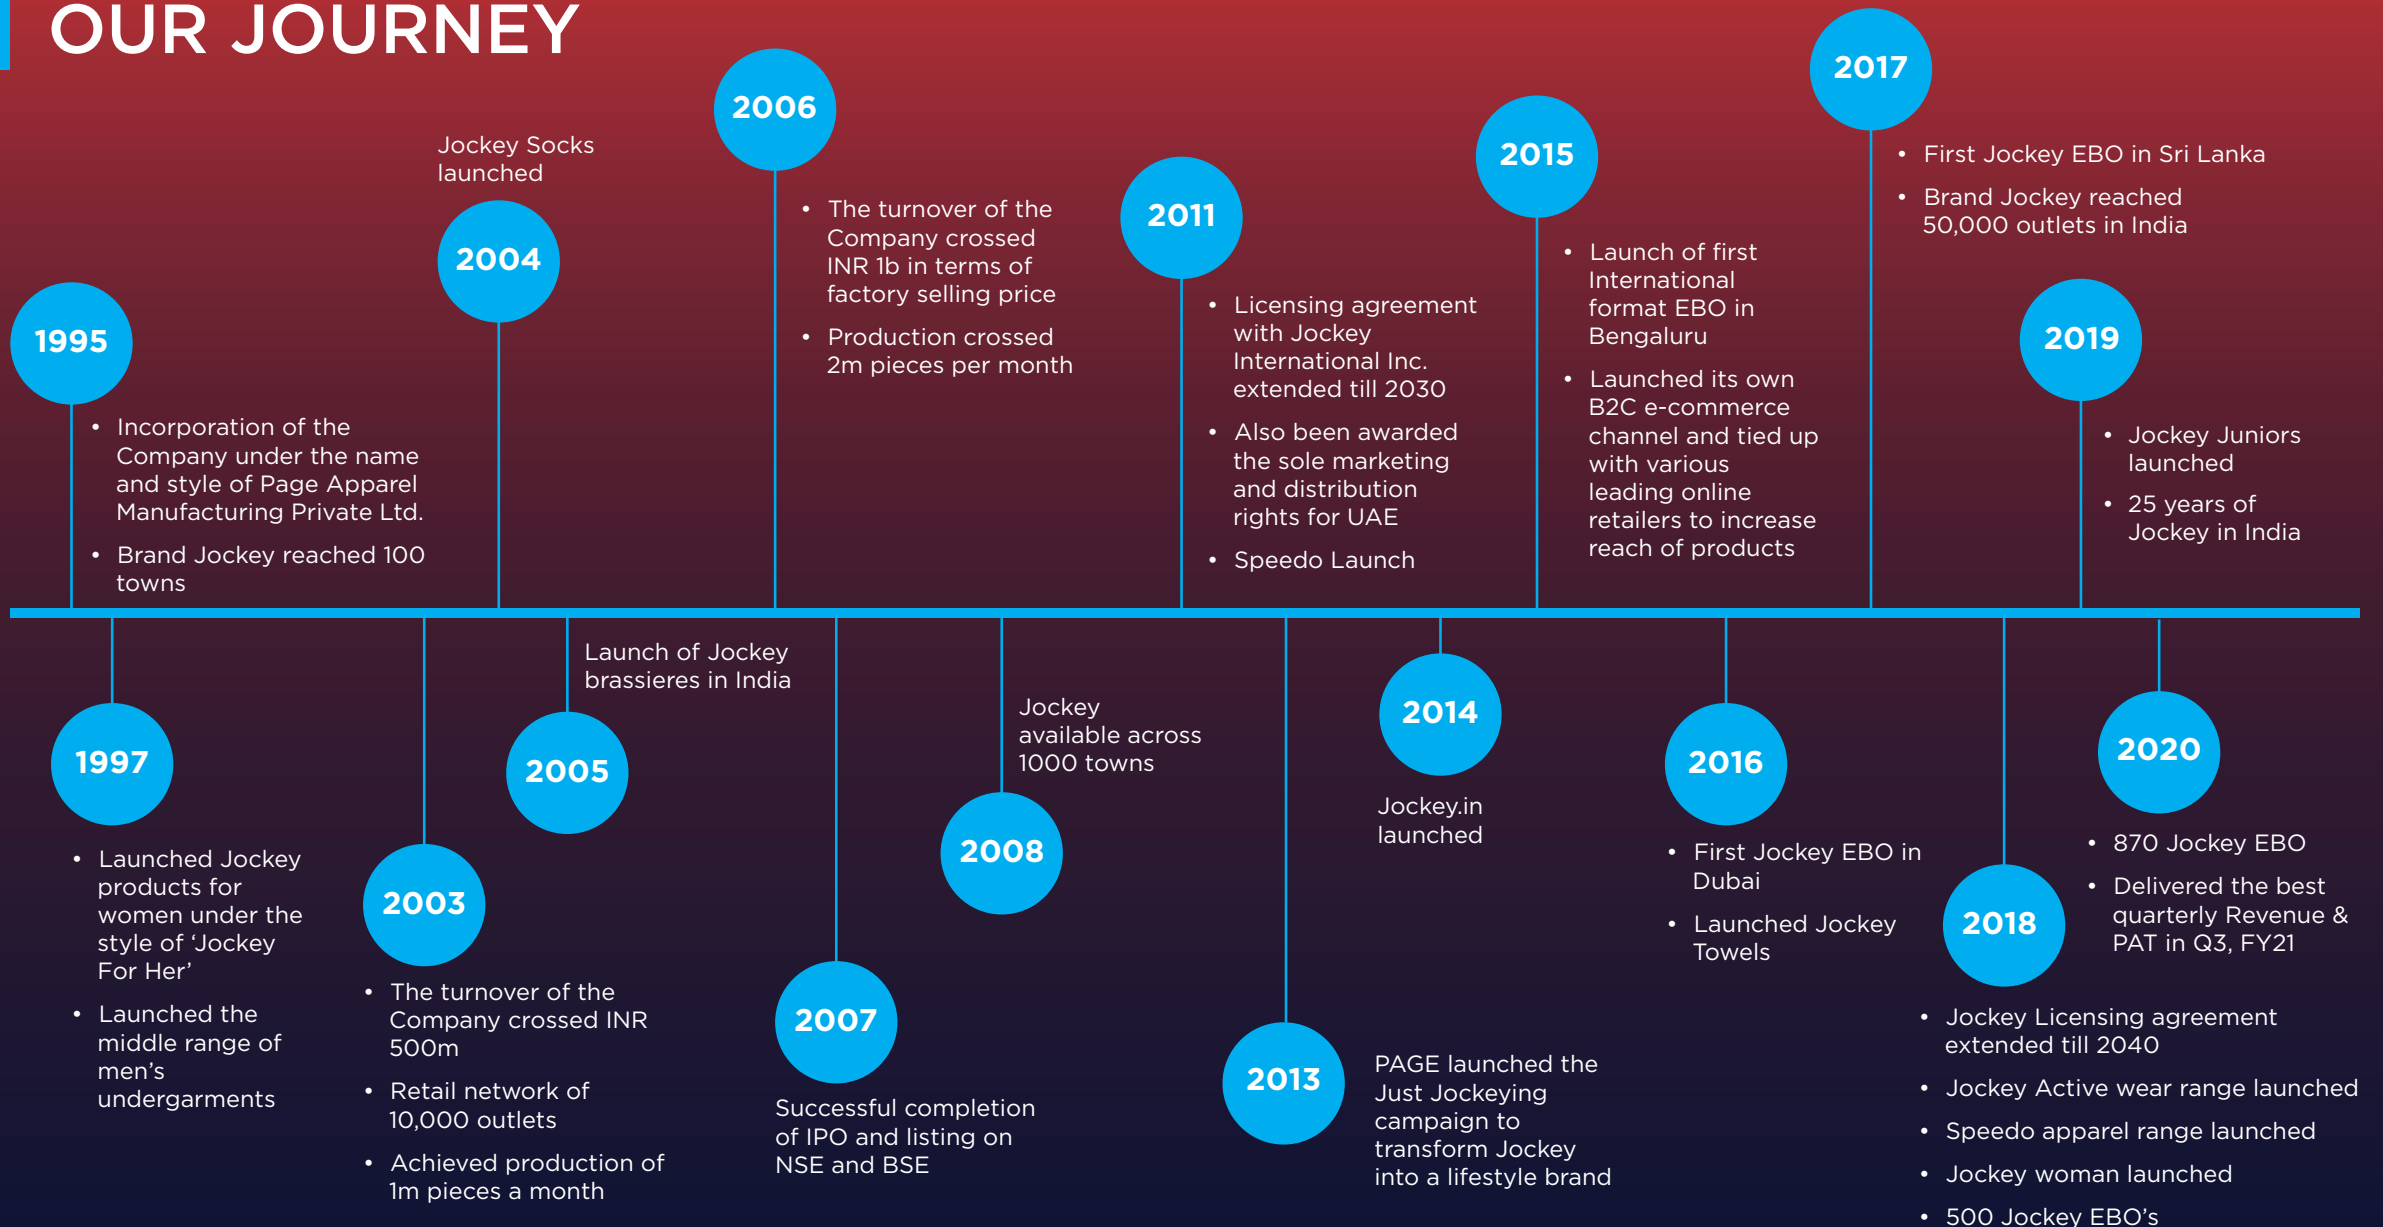 OUR JOURNEY
1995
• Incorporation of the
Company under the name
and style of Page Apparel
Manufacturing Private Ltd.
• Brand Jockey reached 100
towns
1997
• Launched Jockey
products for
women under the
style of ‘Jockey
For Her’
• Launched the
middle range of
men’s
undergarments
2003
• The turnover of the
Company crossed INR
500m
• Retail network of
10,000 outlets
• Achieved production of
1m pieces a month
Jockey Socks
launched
2004
Launch of Jockey
brassieres in India
2005
2006
• The turnover of the
Company crossed
INR 1b in terms of
factory selling price
• Production crossed
2m pieces per month
2007
Successful completion
of IPO and listing on
NSE and BSE
Jockey
available across
1000 towns
2008
2011
• Licensing agreement
with Jockey
International Inc.
extended till 2030
• Also been awarded
the sole marketing
and distribution
rights for UAE
• Speedo Launch
2013
PAGE launched the
Just Jockeying
campaign to
transform Jockey
into a lifestyle brand
2014
Jockey.in
launched
2015
• Launch of first
International
format EBO in
Bengaluru
• Launched its own
B2C e-commerce
channel and tied up
with various
leading online
retailers to increase
reach of products
2016
• First Jockey EBO in
Dubai
• Launched Jockey
Towels
2017
• First Jockey EBO in Sri Lanka
• Brand Jockey reached
50,000 outlets in India
2018
• Jockey Licensing agreement
extended till 2040
• Jockey Active wear range launched
• Speedo apparel range launched
• Jockey woman launched
• 500 Jockey EBO’s
2019
• Jockey Juniors
launched
• 25 years of
Jockey in India
2020
• 870 Jockey EBO
• Delivered the best
quarterly Revenue &
PAT in Q3, FY21